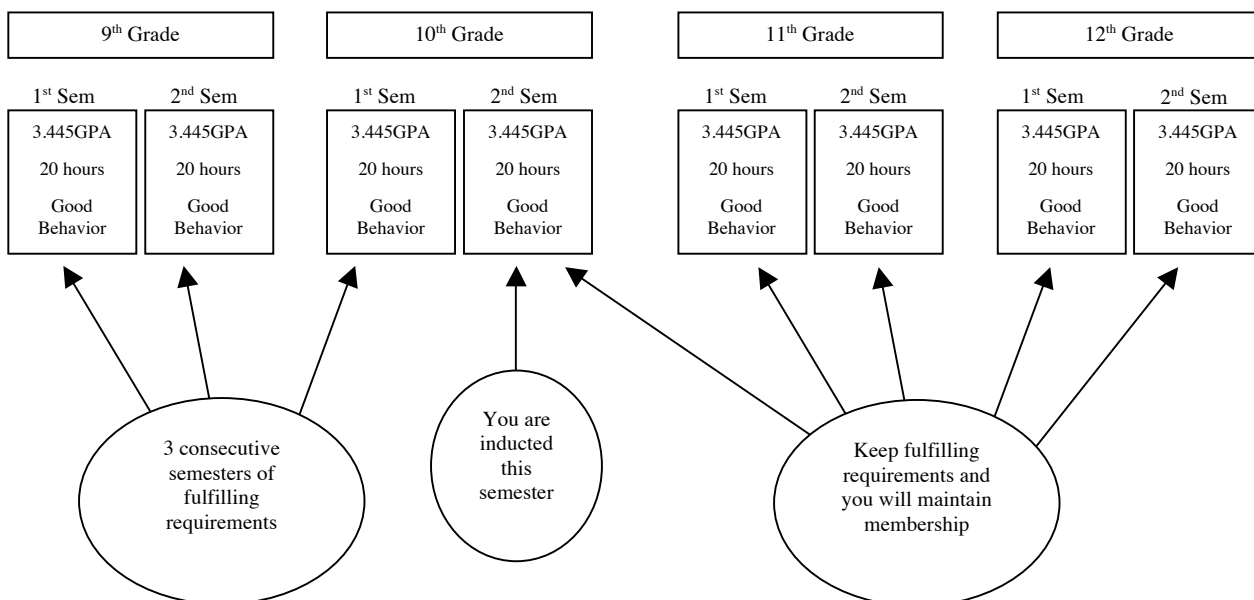 9th Grade
10th Grade
11th Grade
12th Grade
1st Sem
2nd Sem
1st Sem
2nd Sem
1st Sem
2nd Sem
1st Sem
2nd Sem
3.445GPA
20 hours
Good
Behavior
3.445GPA
20 hours
Good
Behavior
3.445GPA
20 hours
Good
Behavior
3.445GPA
20 hours
Good
Behavior
3.445GPA
20 hours
Good
Behavior
3.445GPA
20 hours
Good
Behavior
3.445GPA
20 hours
Good
Behavior
3.445GPA
20 hours
Good
Behavior
3 consecutive
semesters of
fulfilling
requirements
You are
inducted
this
semester
Keep fulfilling
requirements and
you will maintain
membership